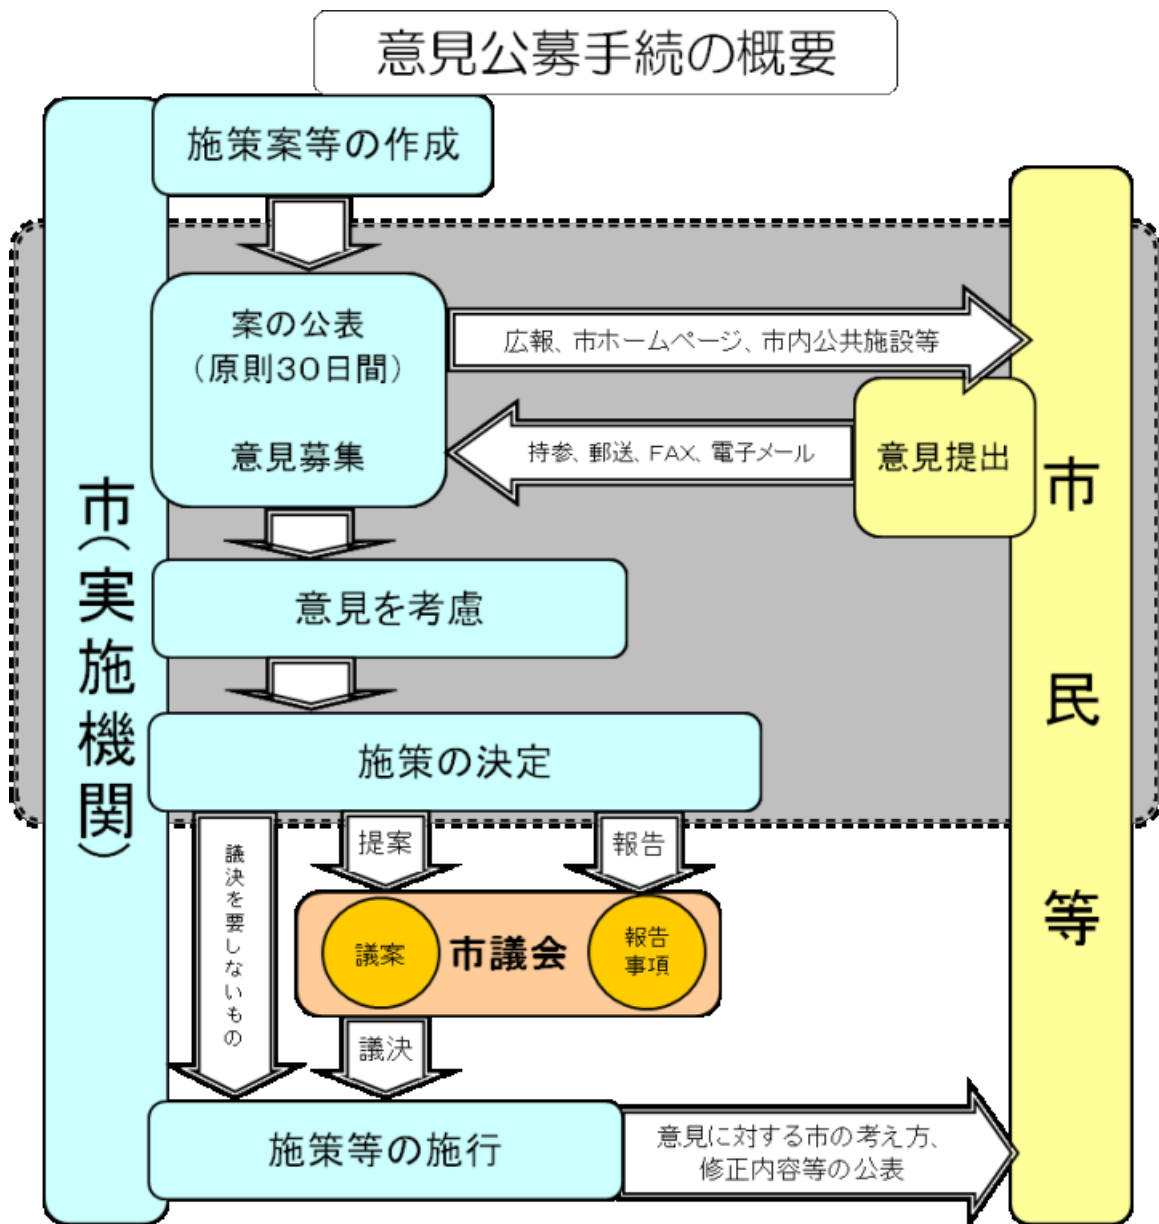 意見公募手続の概要
施策案等の作成
案の公表
(原則30日間)
意見募集
広報、市ホームページ、市内公共施設等
持参、郵送、FAX、電子メール
意見提出
市(実施機関)
市民等
意見を考慮
施策の決定
議決を要しないもの
提案
報告
議案
市議会
報告
事項
議決
施策等の施行
意見に対する市の考え方、
修正内容等の公表